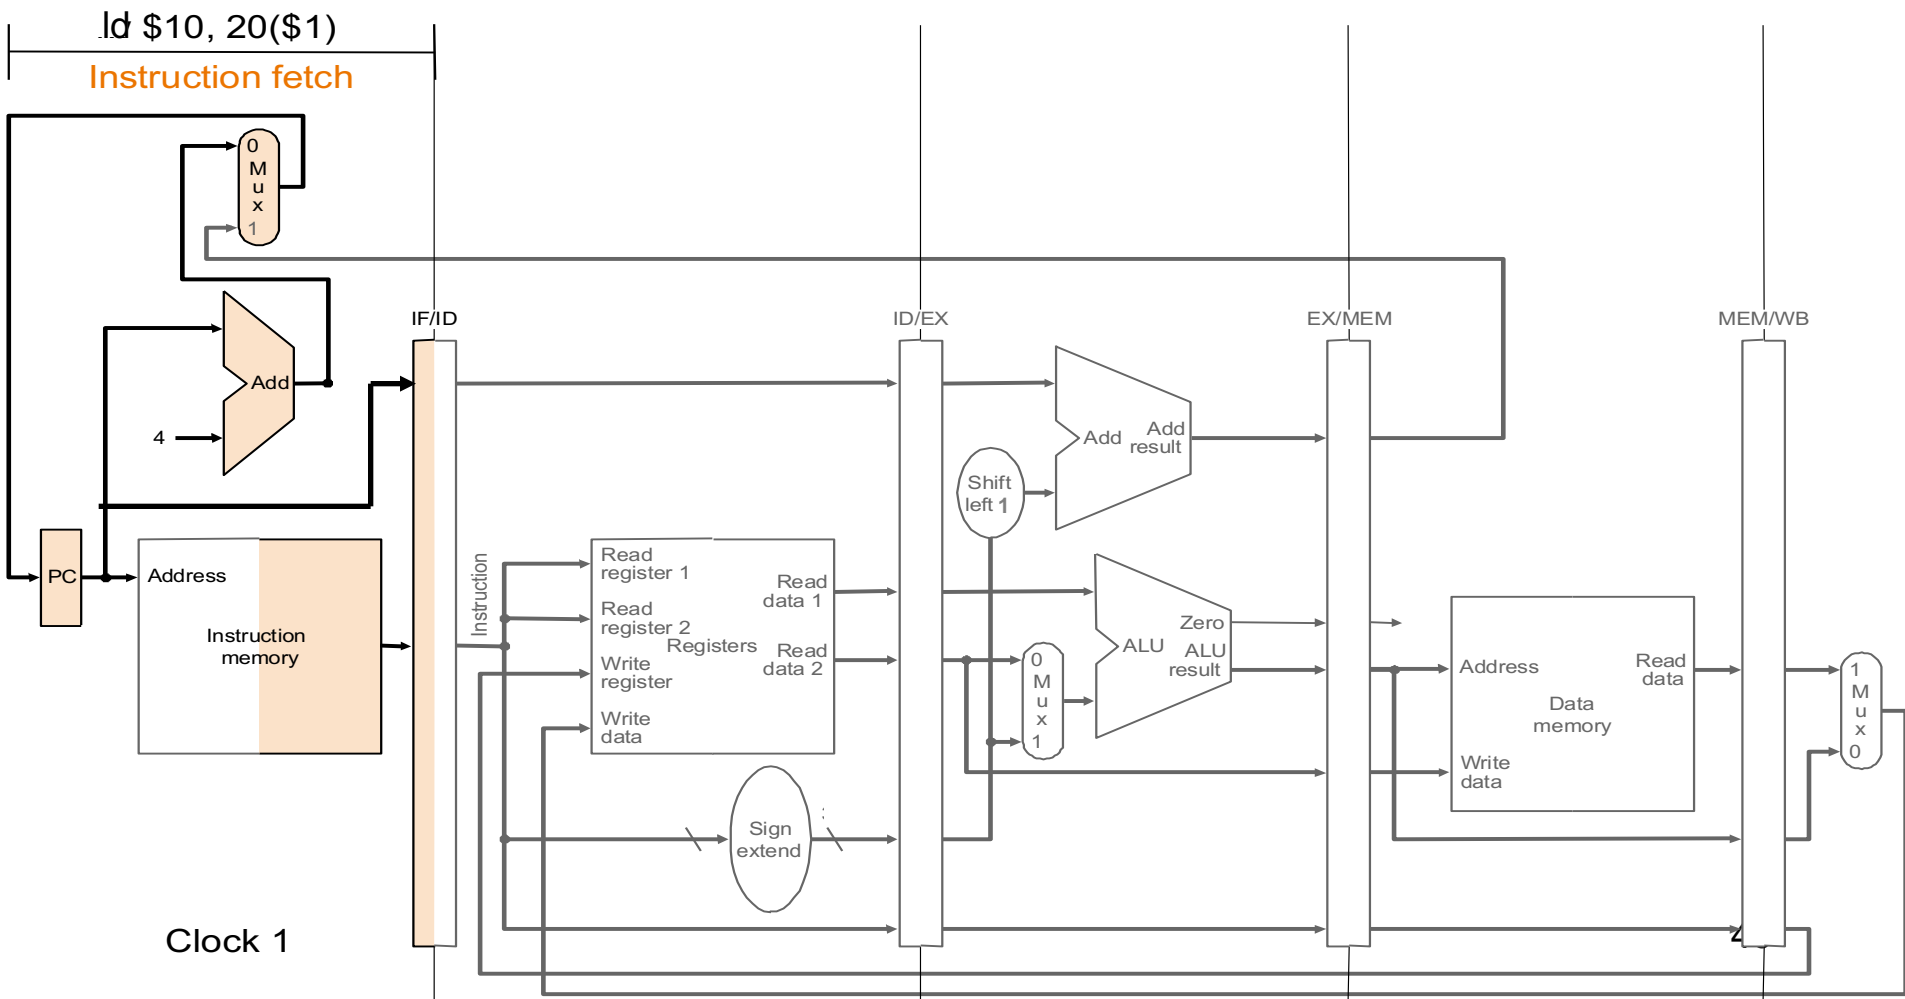 ld $10, 20($1)
Instruction fetch
0
M
u
x
1
Add
4
PC
Address
Instruction
memory
Clock 1
IF/ID
Instruction
Read
register 1
Read
register 2
Registers
Write
register
Write
data
Read
data 1
Read
data 2
Sign
extend
ID/EX
Shift
left 1
Add
Add
result
0
M
u
x
1
ALU
Zero
ALU
result
EX/MEM
Address
Read
data
Data
memory
Write
data
MEM/WB
1
M
u
x
0